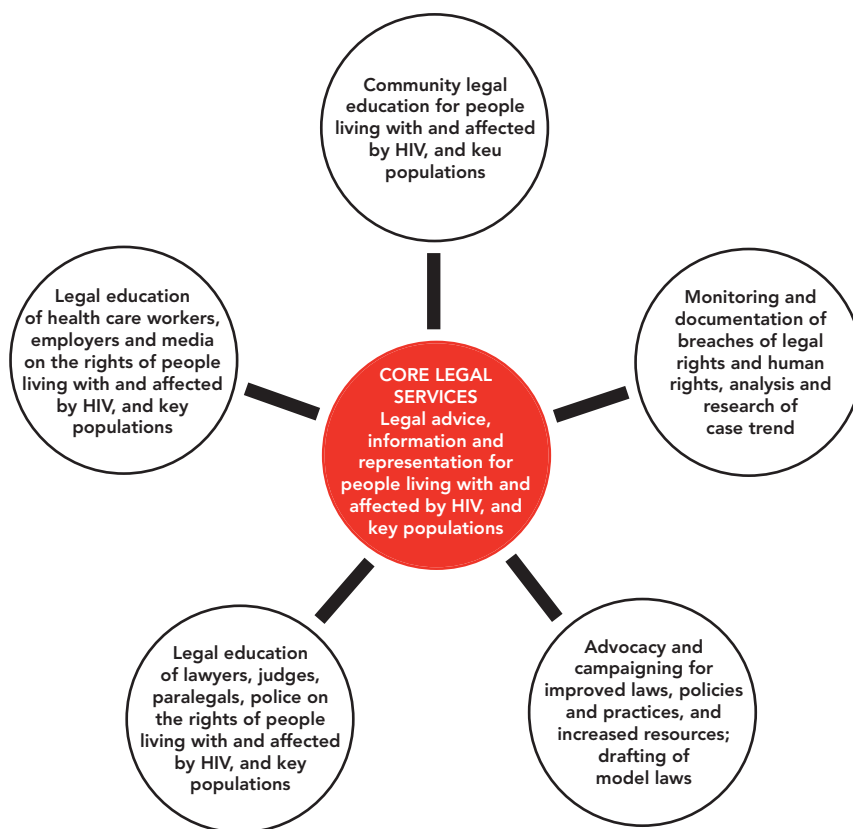 Community legal
education for people
living with and affected
by HIV, and keu
populations
Legal education
of health care workers,
employers and media
on the rights of people
living with and affected
by HIV, and key
populations
Monitoring and
documentation of
breaches of legal
rights and human
rights, analysis and
research of
case trend
CORE LEGAL
SERVICES
Legal advice,
information and
representation for
people living with and
affected by HIV, and
key populations
Legal education
of lawyers, judges,
paralegals, police on
the rights of people
living with and affected
by HIV, and key
populations
Advocacy and
campaigning for
improved laws, policies
and practices, and
increased resources;
drafting of
model laws